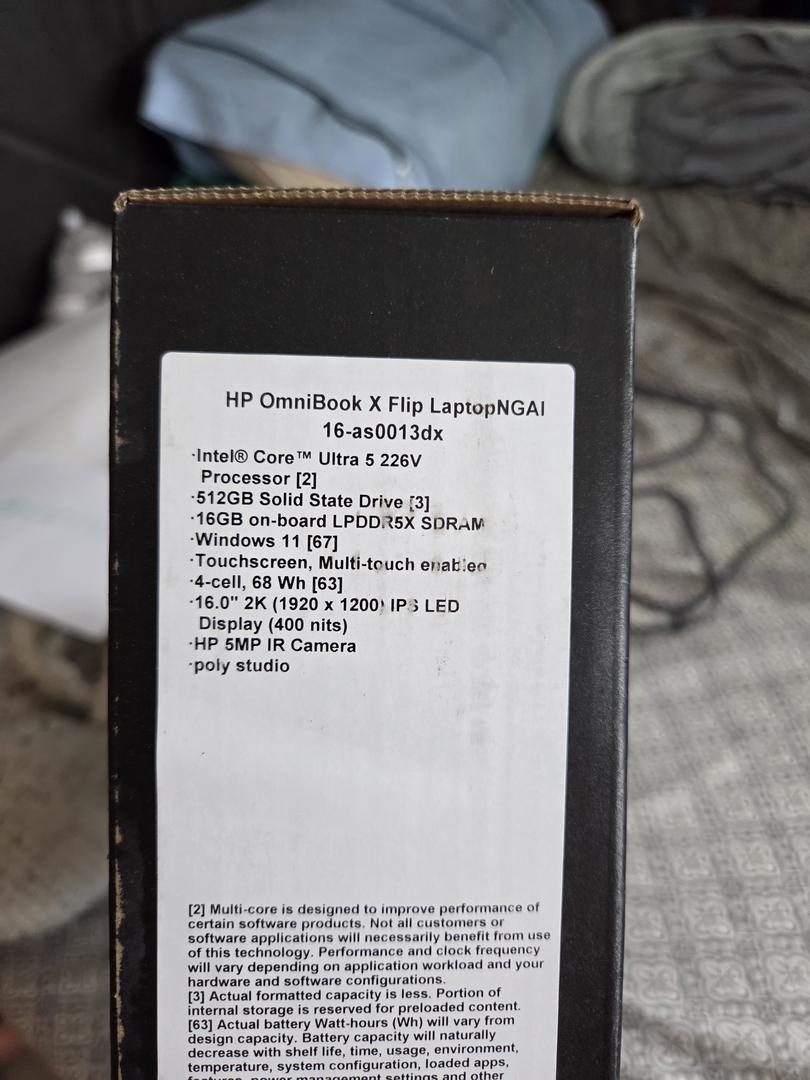 HP OmniBook X Flip LaptopNGAI
16-as0013dx
·Intel® Core™ Ultra 5 226V
Processor [2]
·512GB Solid State Drive [3]
·16GB on-board LPDDR5X SDRAM
·Windows 11 [67]
·Touchscreen, Multi-touch enabled
·4-cell, 68 Wh [63]
·16.0" 2K (1920 x 1200) IPS LED
Display (400 nits)
·HP 5MP IR Camera
·poly studio
[2] Multi-core is designed to improve performance of
certain software products. Not all customers or
software applications will necessarily benefit from use
of this technology. Performance and clock frequency
will vary depending on application workload and your
hardware and software configurations.
[3] Actual formatted capacity is less. Portion of
internal storage is reserved for preloaded content.
[63] Actual battery Watt-hours (Wh) will vary from
design capacity. Battery capacity will naturally
decrease with shelf life, time, usage, environment,
temperature, system configuration, loaded apps,
features, power management settings and other